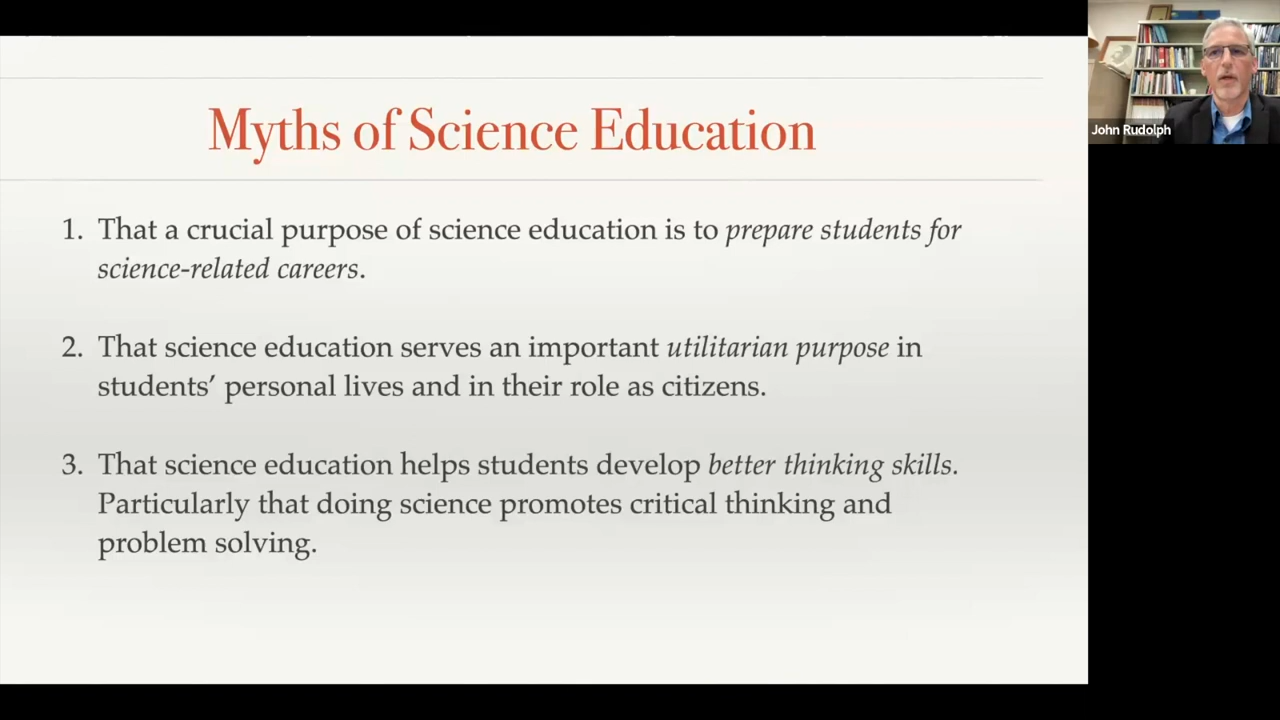 Myths of Science Education
1. That a crucial purpose of science education is to prepare students for
science-related careers.
2. That science education serves an important utilitarian purpose in
students’ personal lives and in their role as citizens.
3. That science education helps students develop better thinking skills.
Particularly that doing science promotes critical thinking and
problem solving.
John Rudolph